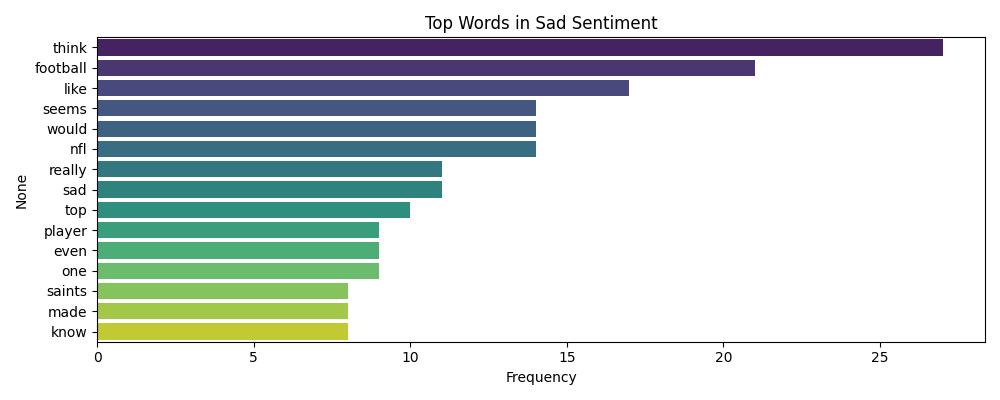 Top Words in Sad Sentiment
think
football
like
seems
would
nfl
really
sad
top
player
even
one
saints
made
know
None
0 5 10 15 20 25
Frequency